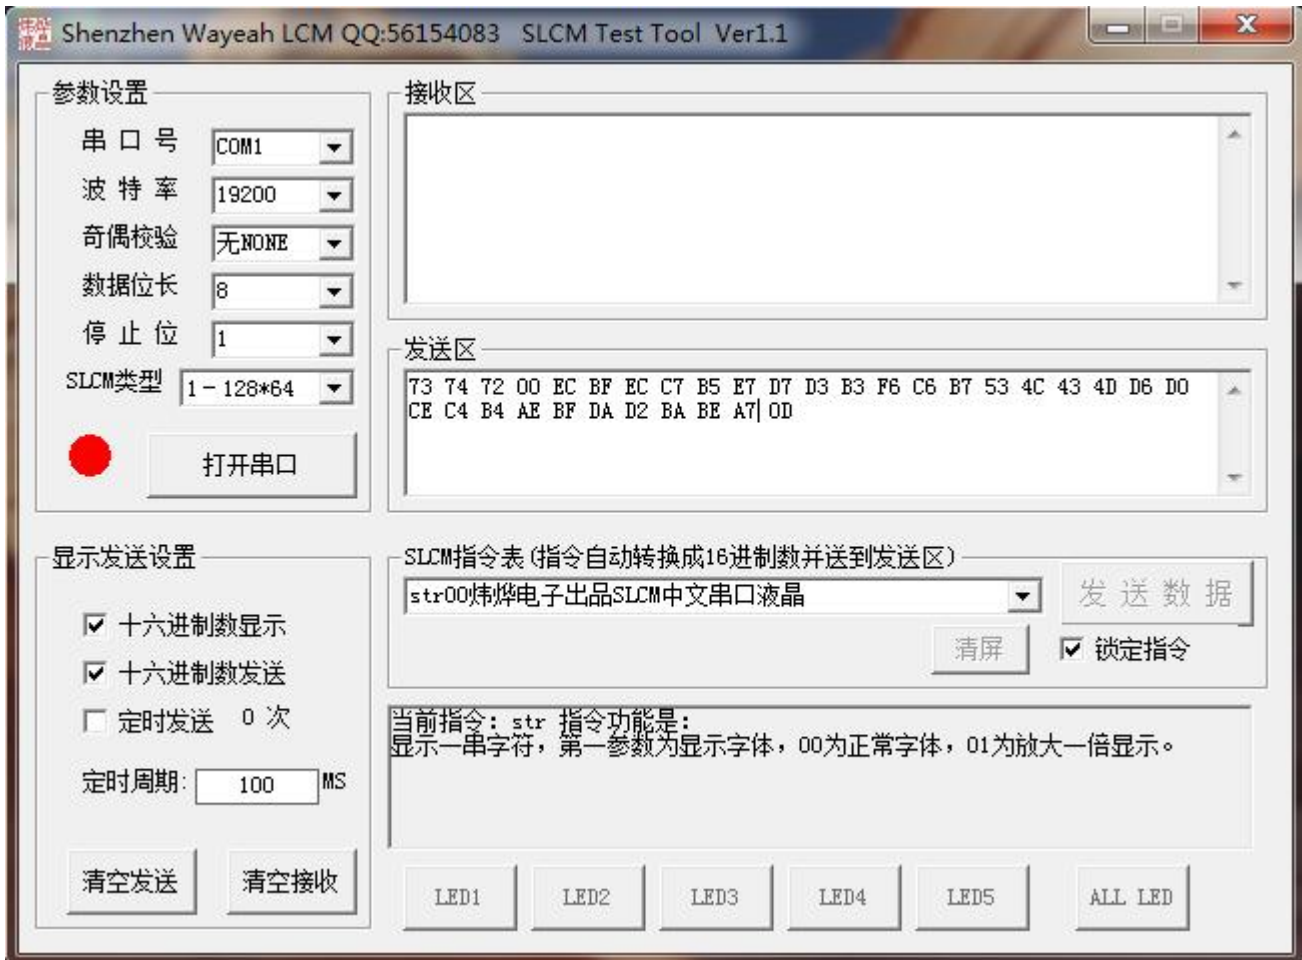 Shenzhen Wayeah LCM QQ:56154083 SLCM Test Tool Ver1.1
参数设置
串口号 COM1
波特率 19200
奇偶校验 无NONE
数据位长 8
停止位 1
SLCM类型 1-128*64
打开串口
接收区
发送区
73 74 72 00 EC BF EC C7 B5 E7 D7 D3 B3 F6 C6 B7 53 4C 43 4D D6 D0
CE C4 B4 AE BF DA D2 BA BE A7 0D
显示发送设置
十六进制数显示
十六进制数发送
定时发送 0 次
定时周期: 100 MS
清空发送 清空接收
SLCM指令表(指令自动转换成16进制数并送到发送区)
str00炜烨电子出品SLCM中文串口液晶
发送数据
清屏 锁定指令
当前指令: str 指令功能是:
显示一串字符，第一参数为显示字体，00为正常字体，01为放大一倍显示。
LED1 LED2 LED3 LED4 LED5 ALL LED